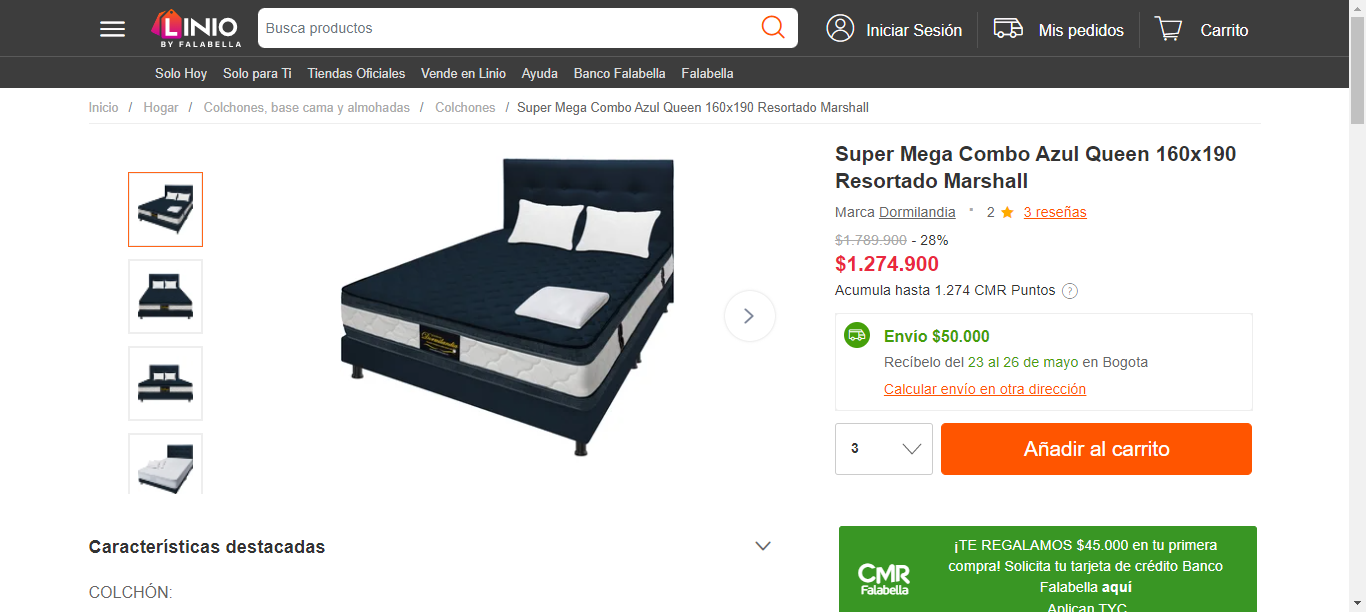 LINIO
BY FALABELLA
Busca productos
Iniciar Sesión
Mis pedidos
Carrito
Solo Hoy
Solo para Ti
Tiendas Oficiales
Vende en Linio
Ayuda
Banco Falabella
Falabella
Inicio / Hogar / Colchones, base cama y almohadas / Colchones / Super Mega Combo Azul Queen 160x190 Resortado Marshall
Dormilandia
Super Mega Combo Azul Queen 160x190
Resortado Marshall
Marca Dormilandia • 2 ★ 3 reseñas
$1.789.900 - 28%
$1.274.900
Acumula hasta 1.274 CMR Puntos ?
Envío $50.000
Recíbelo del 23 al 26 de mayo en Bogota
Calcular envío en otra dirección
3
Añadir al carrito
Características destacadas
COLCHÓN:
CMR
Falabella
¡TE REGALAMOS $45.000 en tu primera
compra! Solicita tu tarjeta de crédito Banco
Falabella aquí
Aplican TYC